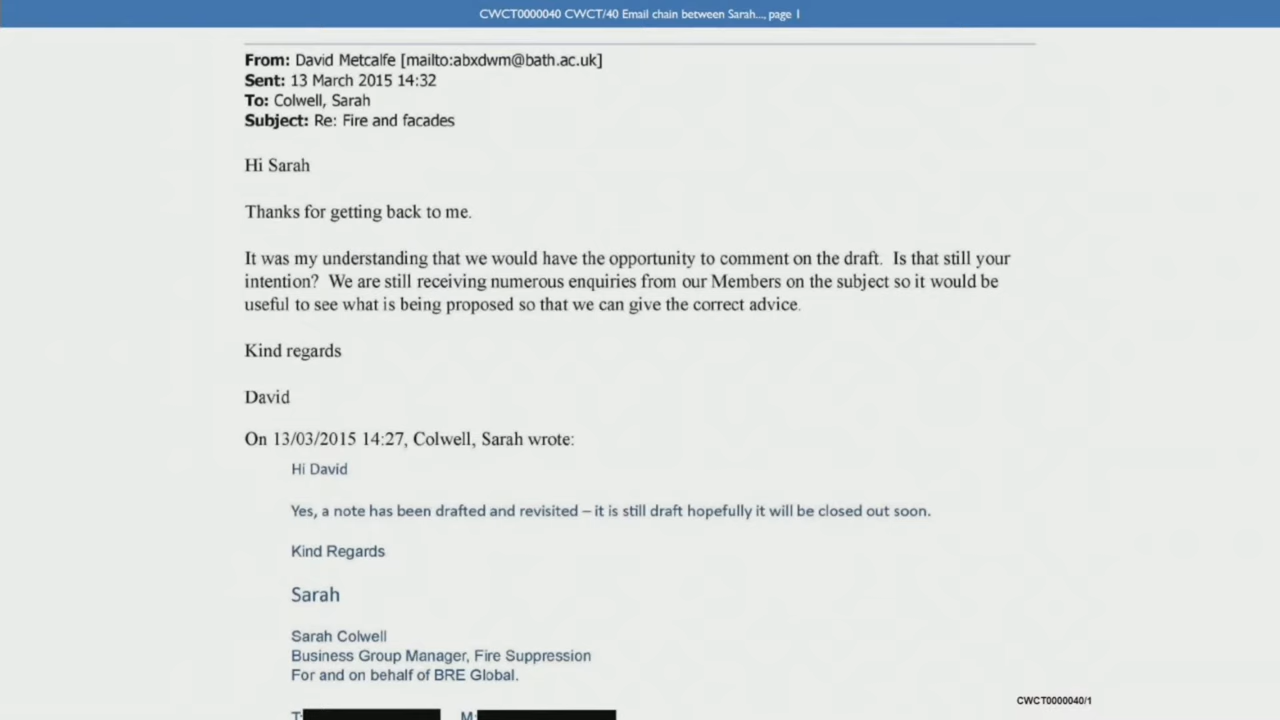 CWCT0000040 CWCT/40 Email chain between Sarah..., page 1
From: David Metcalfe [mailto:abxdwm@bath.ac.uk]
Sent: 13 March 2015 14:32
To: Colwell, Sarah
Subject: Re: Fire and facades
Hi Sarah
Thanks for getting back to me.
It was my understanding that we would have the opportunity to comment on the draft. Is that still your
intention? We are still receiving numerous enquiries from our Members on the subject so it would be
useful to see what is being proposed so that we can give the correct advice.
Kind regards
David
On 13/03/2015 14:27, Colwell, Sarah wrote:
Hi David
Yes, a note has been drafted and revisited – it is still draft hopefully it will be closed out soon.
Kind Regards
Sarah
Sarah Colwell
Business Group Manager, Fire Suppression
For and on behalf of BRE Global.
T: M:
CWCT0000040/1